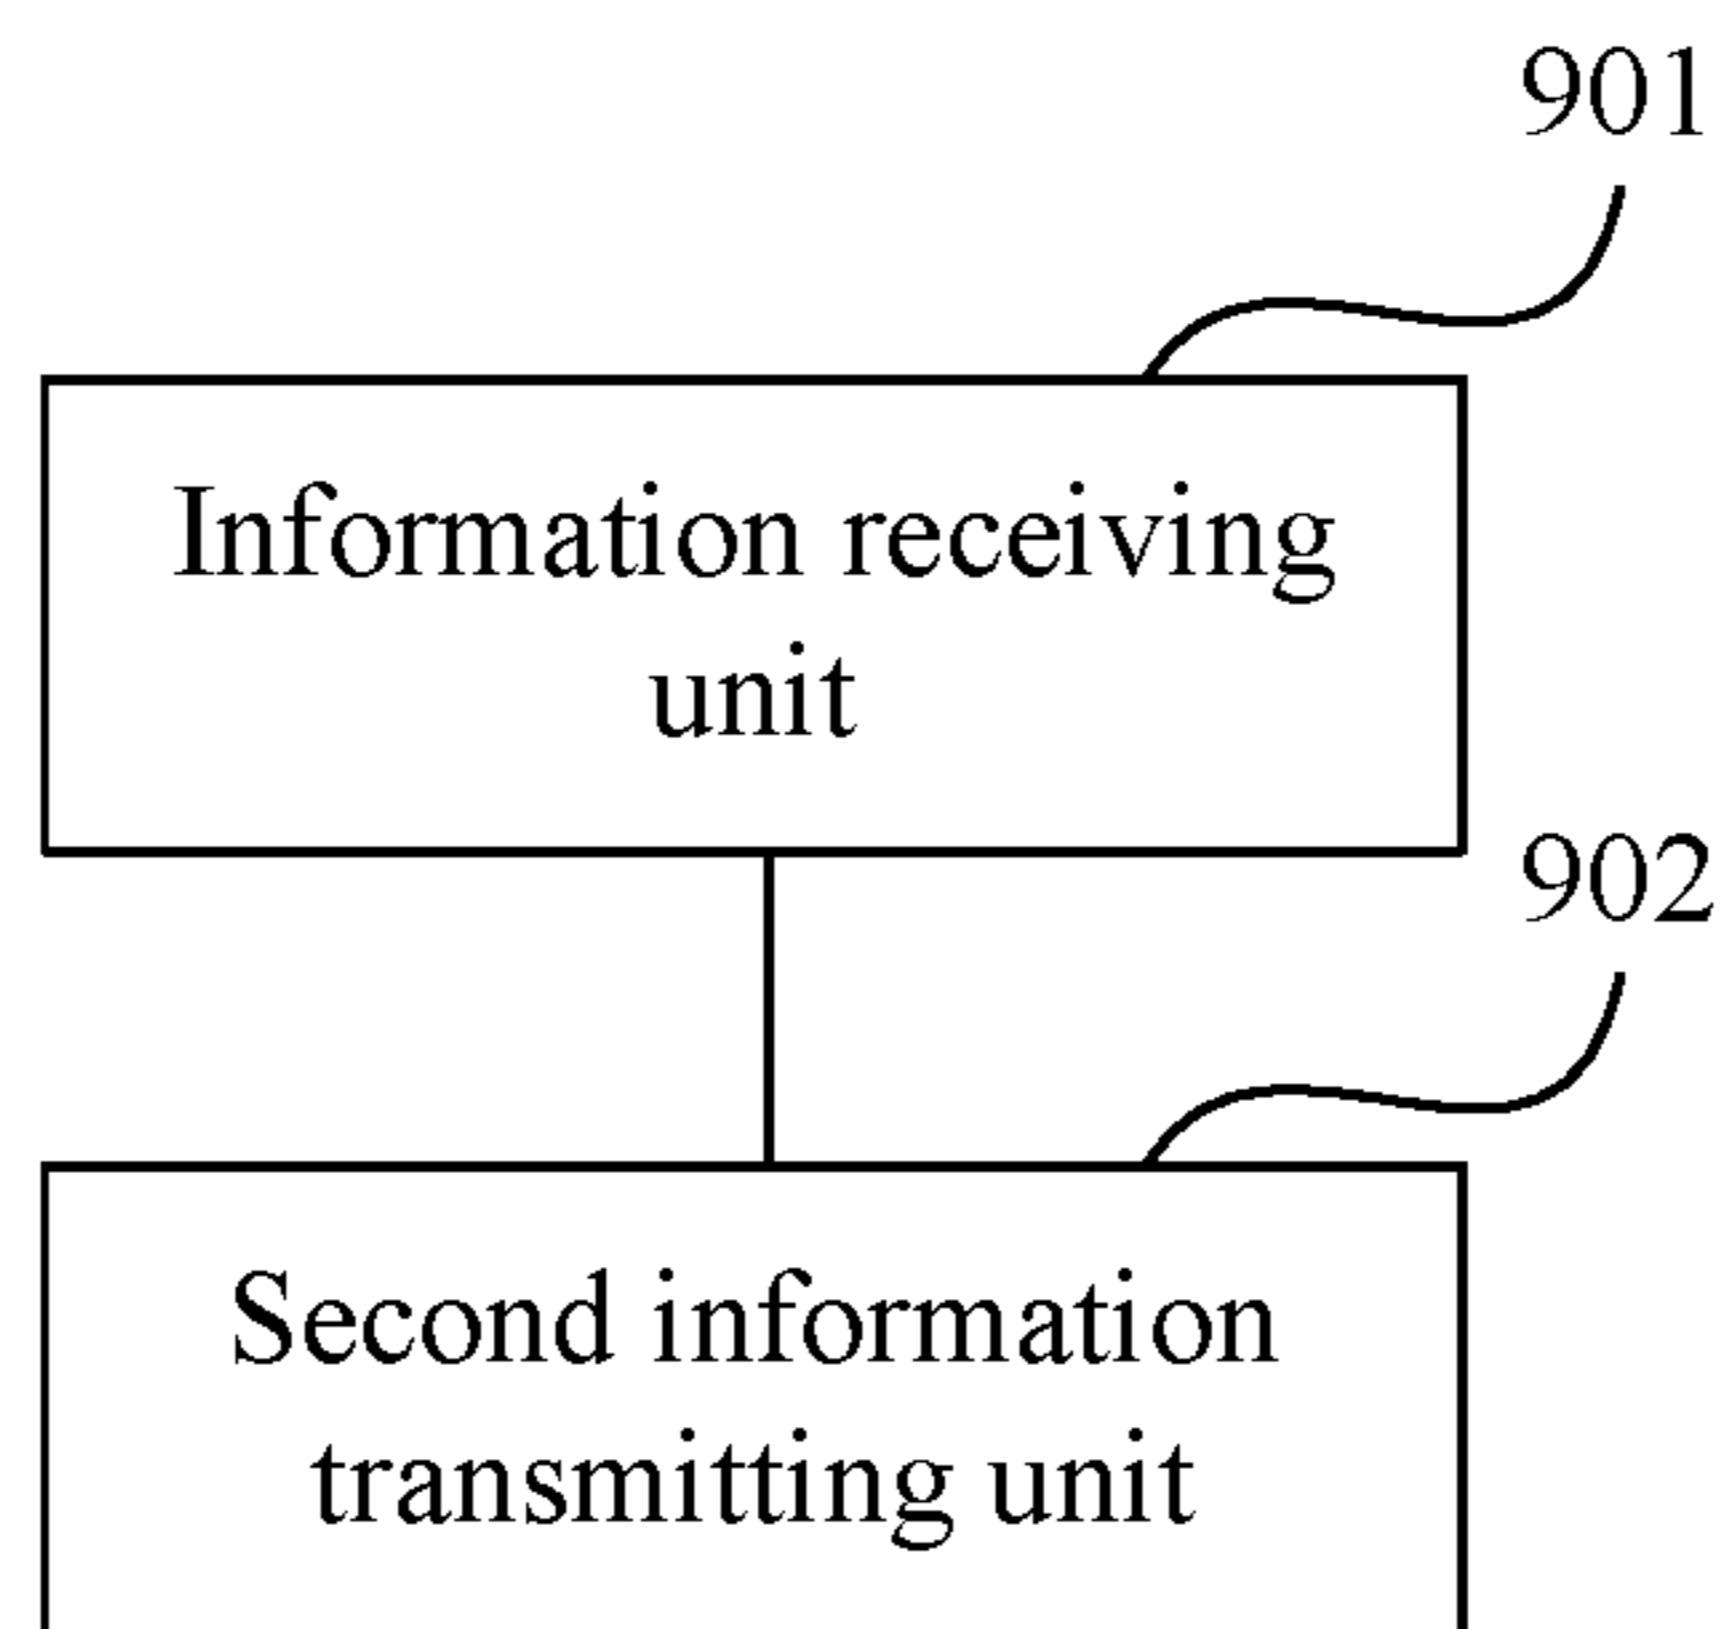 901
Information receiving
unit
902
Second information
transmitting unit